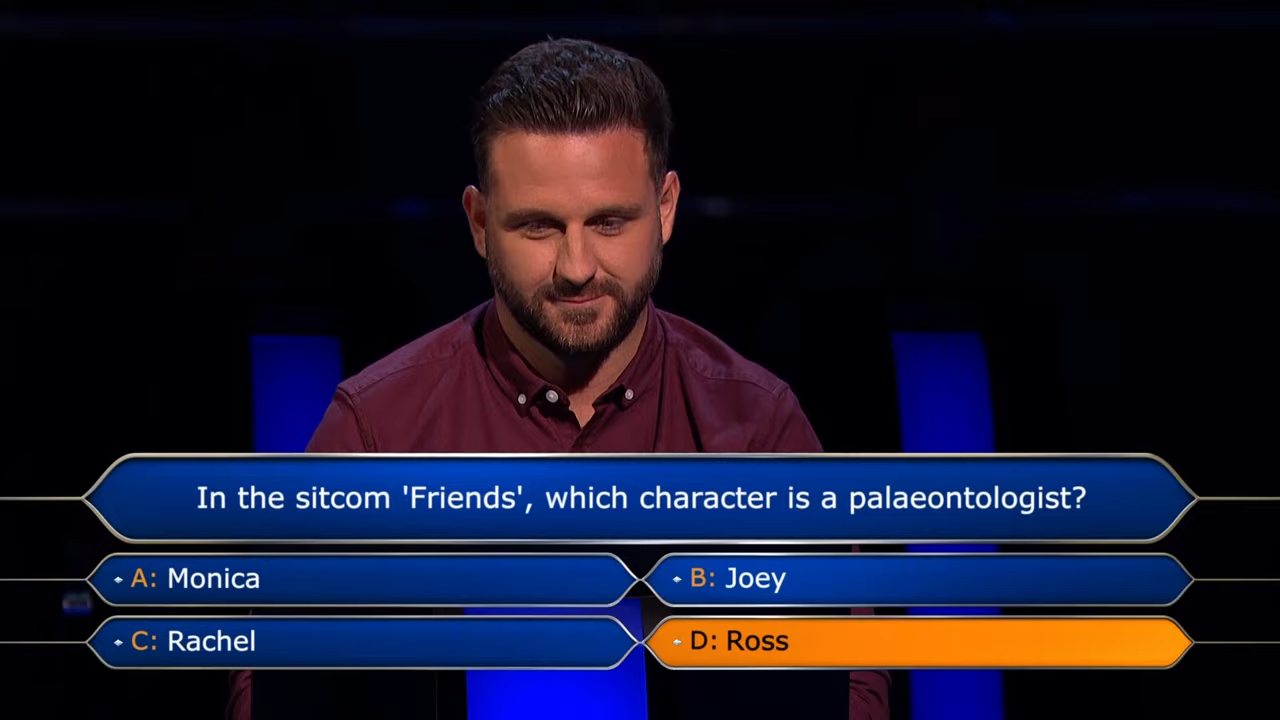 In the sitcom 'Friends', which character is a palaeontologist?
A: Monica
B: Joey
C: Rachel
D: Ross